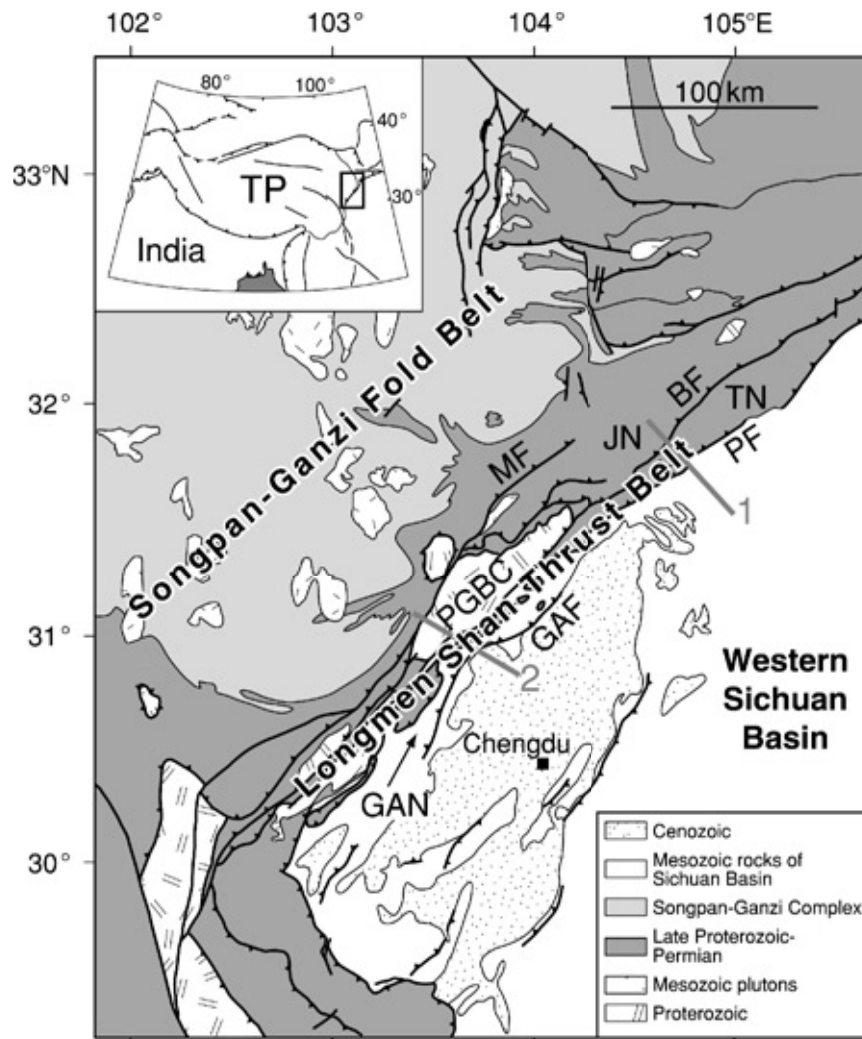 102° 103° 104° 105°E
80° 100°
40°
100 km
33°N
TP
30°
India
Songpan-Ganzi Fold Belt
32°
BF
TN
JN
MF
PF
1
Longmen Shan Thrust Belt
PGBC
31°
GAF
2
Western
Sichuan
Basin
Chengdu
GAN
30°
Cenozoic
Mesozoic rocks of
Sichuan Basin
Songpan-Ganzi Complex
Late Proterozoic-
Permian
Mesozoic plutons
Proterozoic